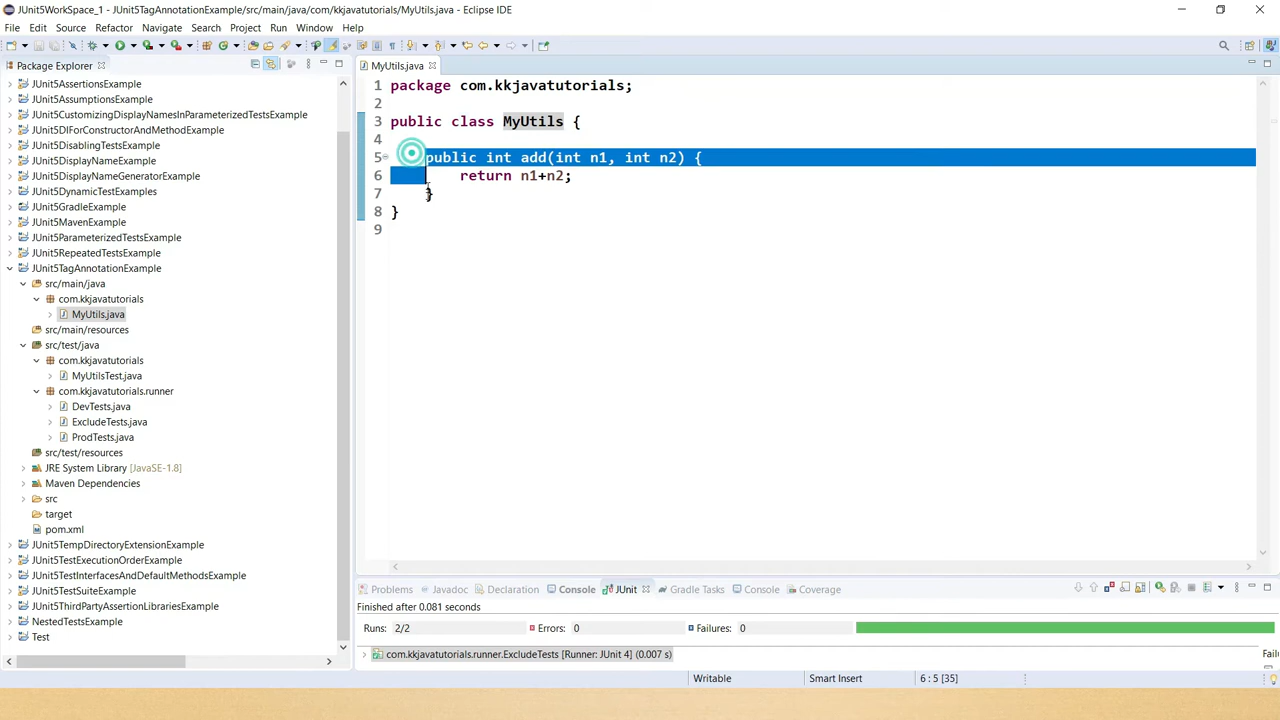 JUnit5WorkSpace_1 - JUnit5TagAnnotationExample/src/main/java/com/kkjavatutorials/MyUtils.java - Eclipse IDE
File Edit Source Refactor Navigate Search Project Run Window Help
Package Explorer
JUnit5AssertionsExample
JUnit5AssumptionsExample
JUnit5CustomizingDisplayNamesInParameterizedTestsExample
JUnit5DIForConstructorAndMethodExample
JUnit5DisablingTestsExample
JUnit5DisplayNameExample
JUnit5DisplayNameGeneratorExample
JUnit5DynamicTestsExample
JUnit5GradleExample
JUnit5MavenExample
JUnit5ParameterizedTestsExample
JUnit5RepeatedTestsExample
JUnit5TagAnnotationExample
src/main/java
com.kkjavatutorials
MyUtils.java
src/main/resources
src/test/java
com.kkjavatutorials
MyUtilsTest.java
com.kkjavatutorials.runner
DevTests.java
ExcludeTests.java
ProdTests.java
src/test/resources
JRE System Library [JavaSE-1.8]
Maven Dependencies
src
target
pom.xml
JUnit5TempDirectoryExtensionExample
JUnit5TestExecutionOrderExample
JUnit5TestInterfacesAndDefaultMethodsExample
JUnit5TestSuiteExample
JUnit5ThirdPartyAssertionLibrariesExample
NestedTestsExample
Test
MyUtils.java
1 package com.kkjavatutorials;
2
3 public class MyUtils {
4
5 public int add(int n1, int n2) {
6 return n1+n2;
7 }
8 }
9
Problems Javadoc Declaration Console JUnit Gradle Tasks Console Coverage
Finished after 0.081 seconds
Runs: 2/2 Errors: 0 Failures: 0
com.kkjavatutorials.runner.ExcludeTests [Runner: JUnit 4] (0.007 s)
Failu
Writable Smart Insert 6 : 5 [35]